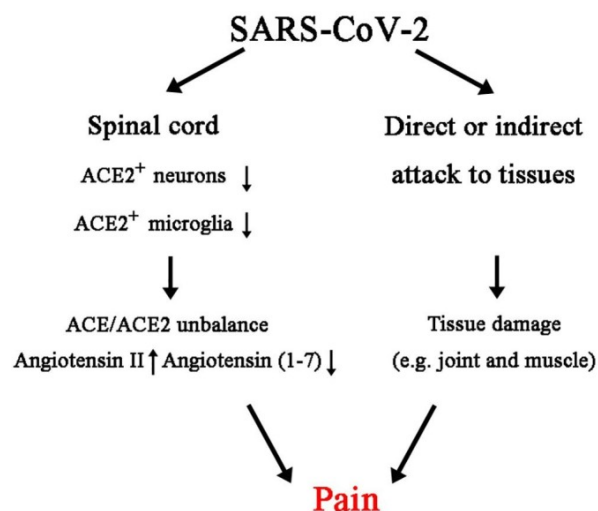 SARS-CoV-2
Spinal cord
ACE2⁺ neurons ↓
ACE2⁺ microglia ↓
ACE/ACE2 unbalance
Angiotensin II ↑ Angiotensin (1-7) ↓
Direct or indirect
attack to tissues
Tissue damage
(e.g. joint and muscle)
Pain